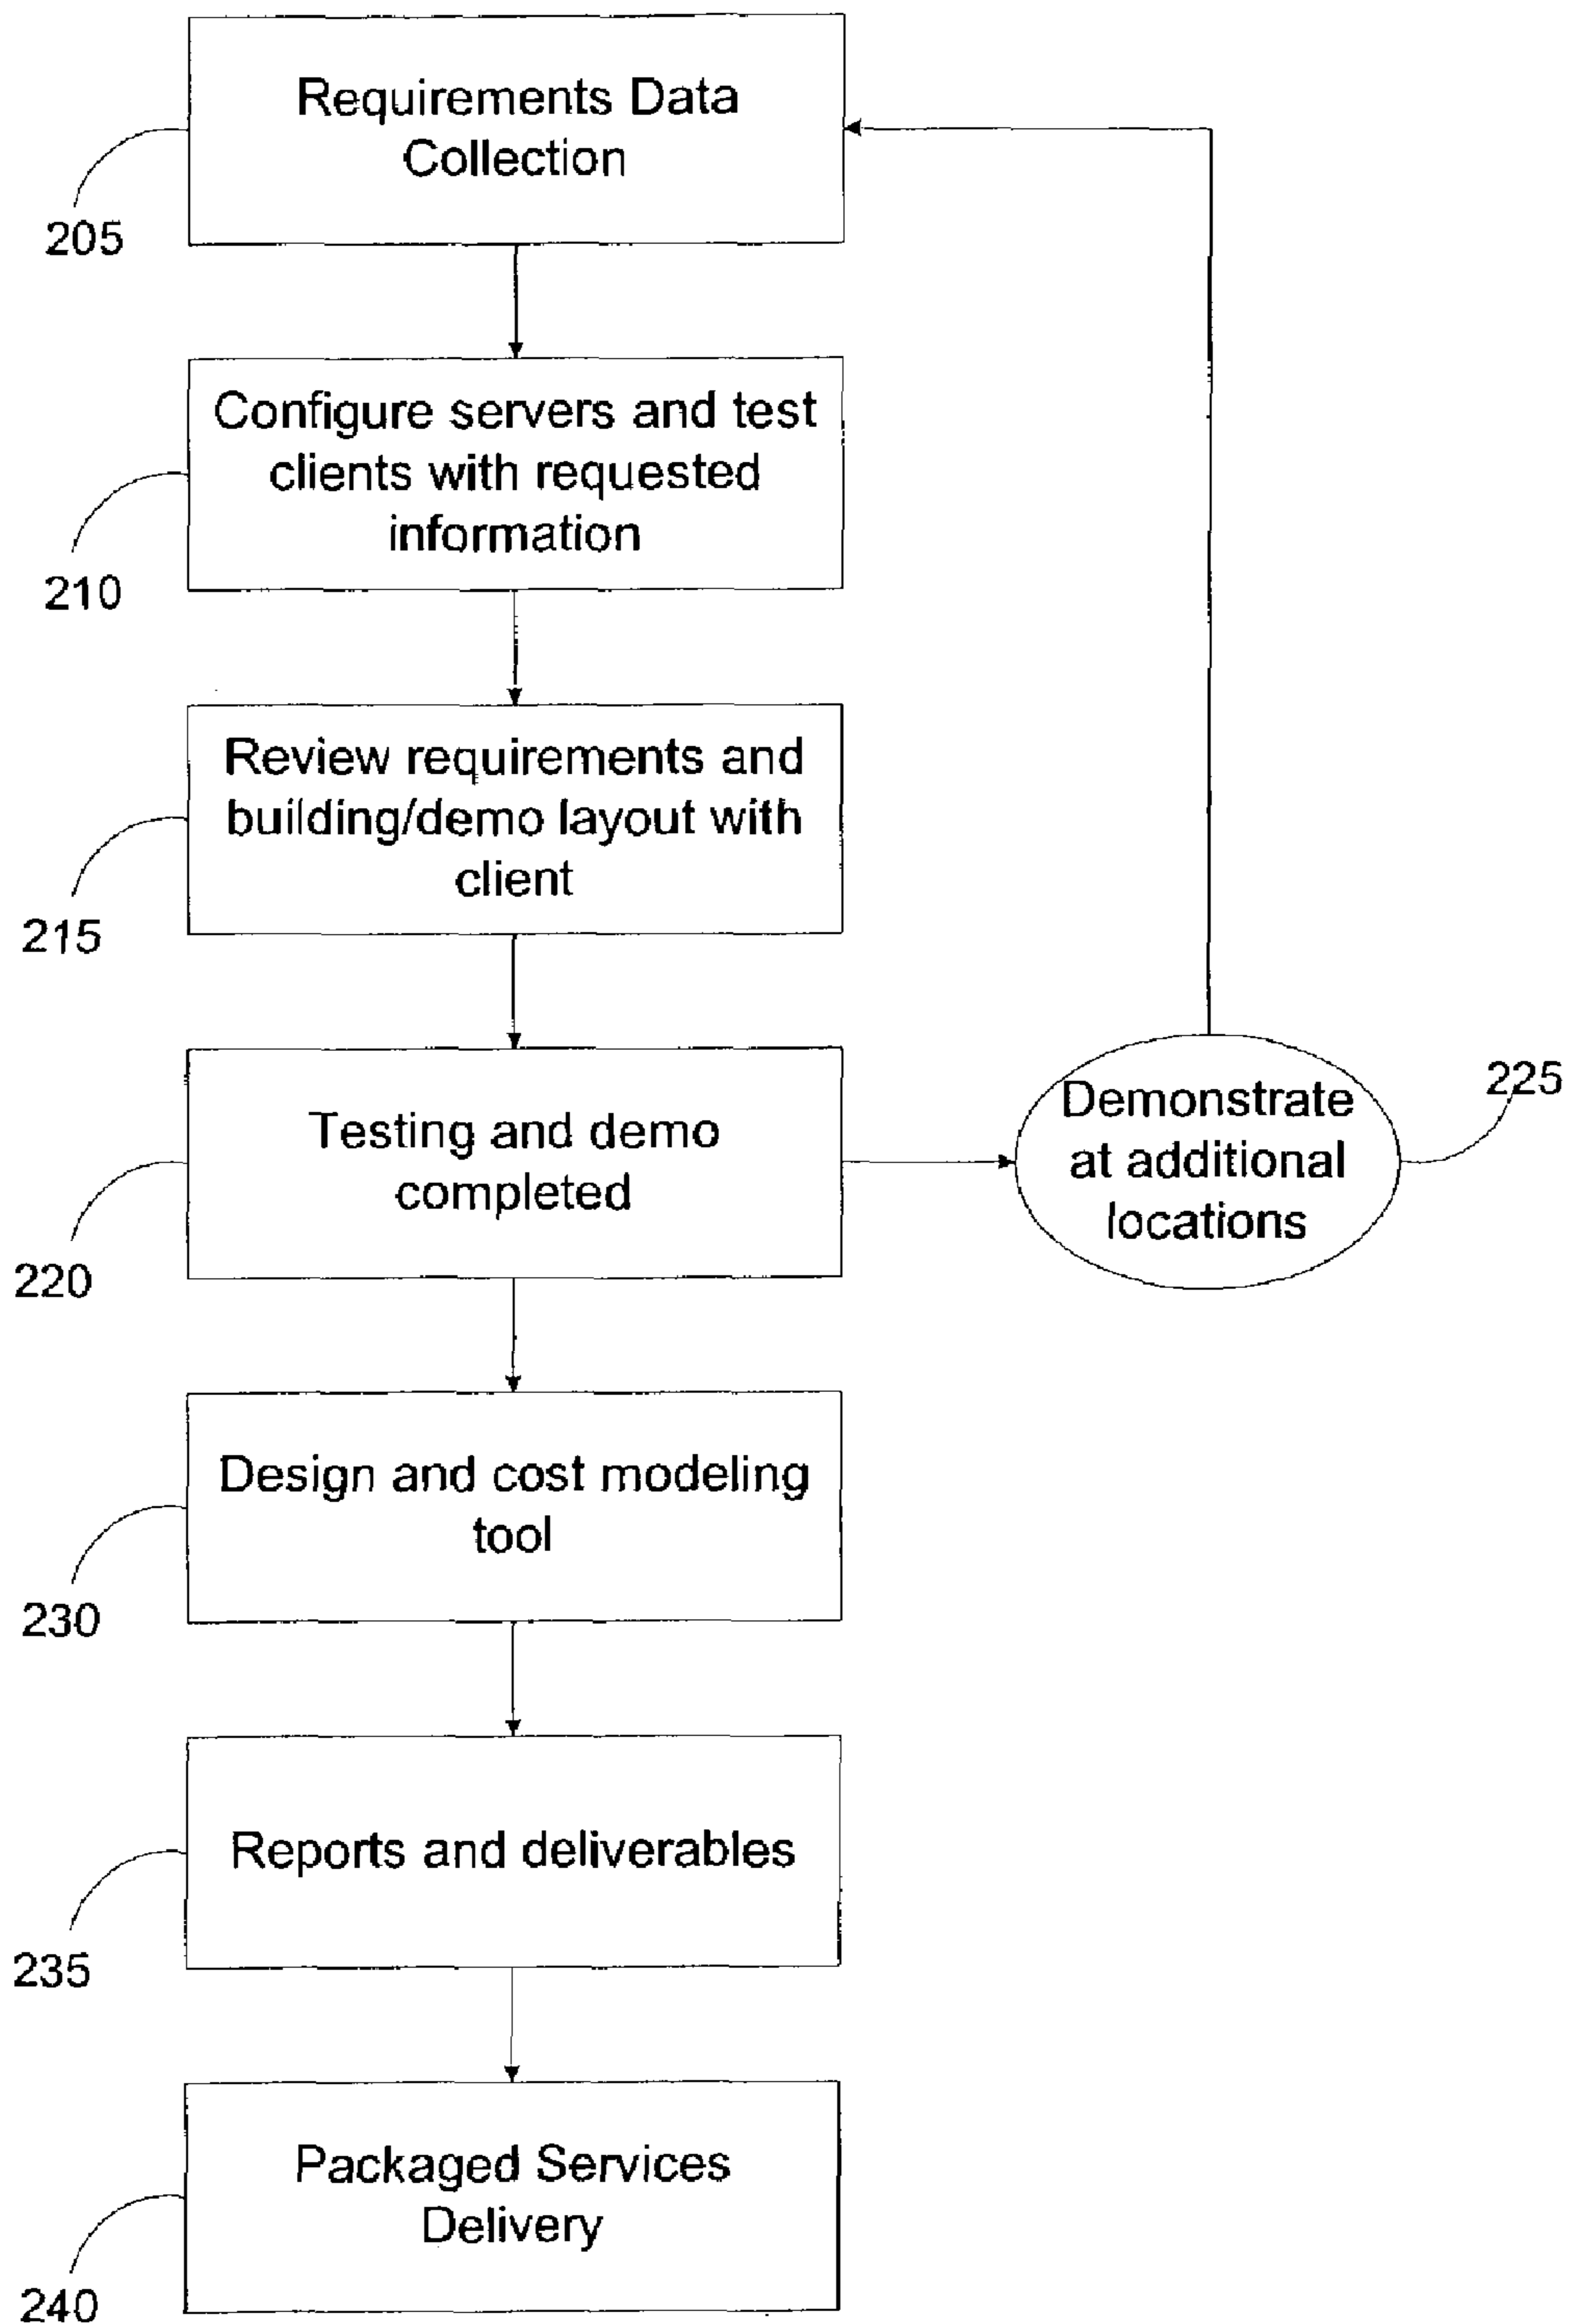 Requirements Data
Collection
205
Configure servers and test
clients with requested
information
210
Review requirements and
building/demo layout with
client
215
Testing and demo
completed
220
Demonstrate
at additional
locations
225
Design and cost modeling
tool
230
Reports and deliverables
235
Packaged Services
Delivery
240